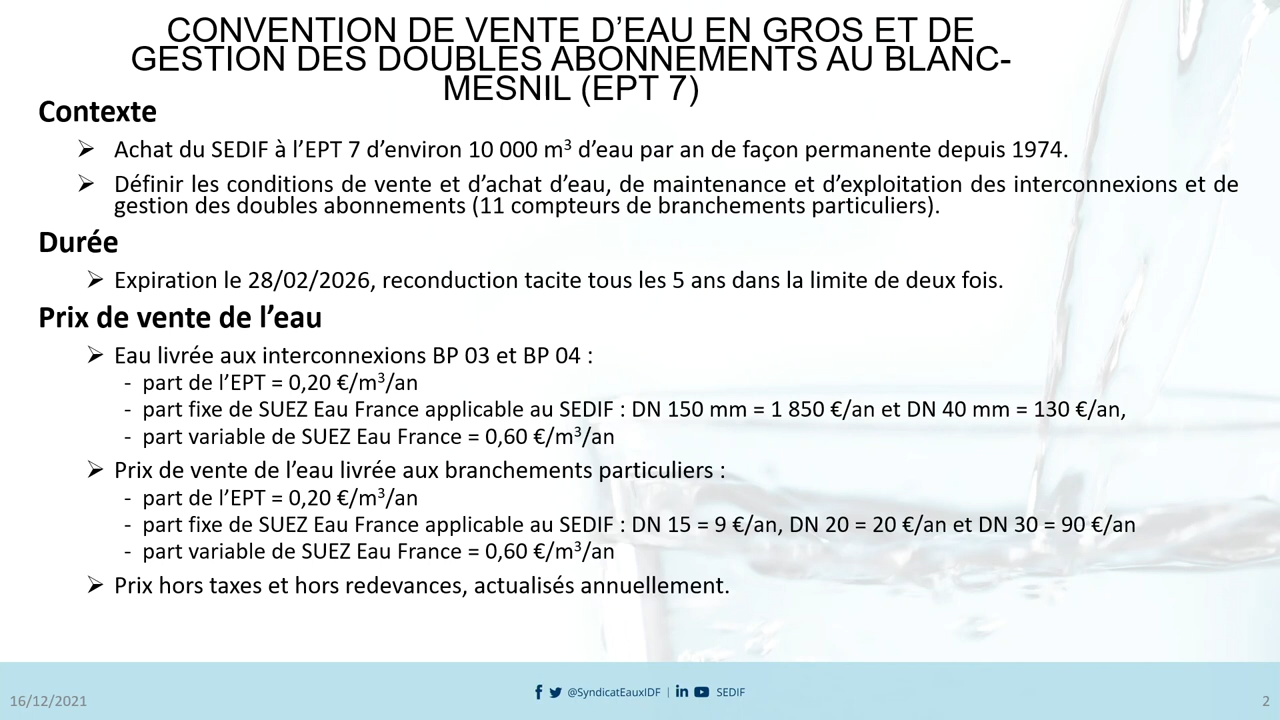 CONVENTION DE VENTE D’EAU EN GROS ET DE
GESTION DES DOUBLES ABONNEMENTS AU BLANC-
MESNIL (EPT 7)
Contexte
➢ Achat du SEDIF à l’EPT 7 d’environ 10 000 m³ d’eau par an de façon permanente depuis 1974.
➢ Définir les conditions de vente et d’achat d’eau, de maintenance et d’exploitation des interconnexions et de
gestion des doubles abonnements (11 compteurs de branchements particuliers).
Durée
➢ Expiration le 28/02/2026, reconduction tacite tous les 5 ans dans la limite de deux fois.
Prix de vente de l’eau
➢ Eau livrée aux interconnexions BP 03 et BP 04 :
- part de l’EPT = 0,20 €/m³/an
- part fixe de SUEZ Eau France applicable au SEDIF : DN 150 mm = 1 850 €/an et DN 40 mm = 130 €/an,
- part variable de SUEZ Eau France = 0,60 €/m³/an
➢ Prix de vente de l’eau livrée aux branchements particuliers :
- part de l’EPT = 0,20 €/m³/an
- part fixe de SUEZ Eau France applicable au SEDIF : DN 15 = 9 €/an, DN 20 = 20 €/an et DN 30 = 90 €/an
- part variable de SUEZ Eau France = 0,60 €/m³/an
➢ Prix hors taxes et hors redevances, actualisés annuellement.
16/12/2021
@SyndicatEauxIDF | SEDIF
2